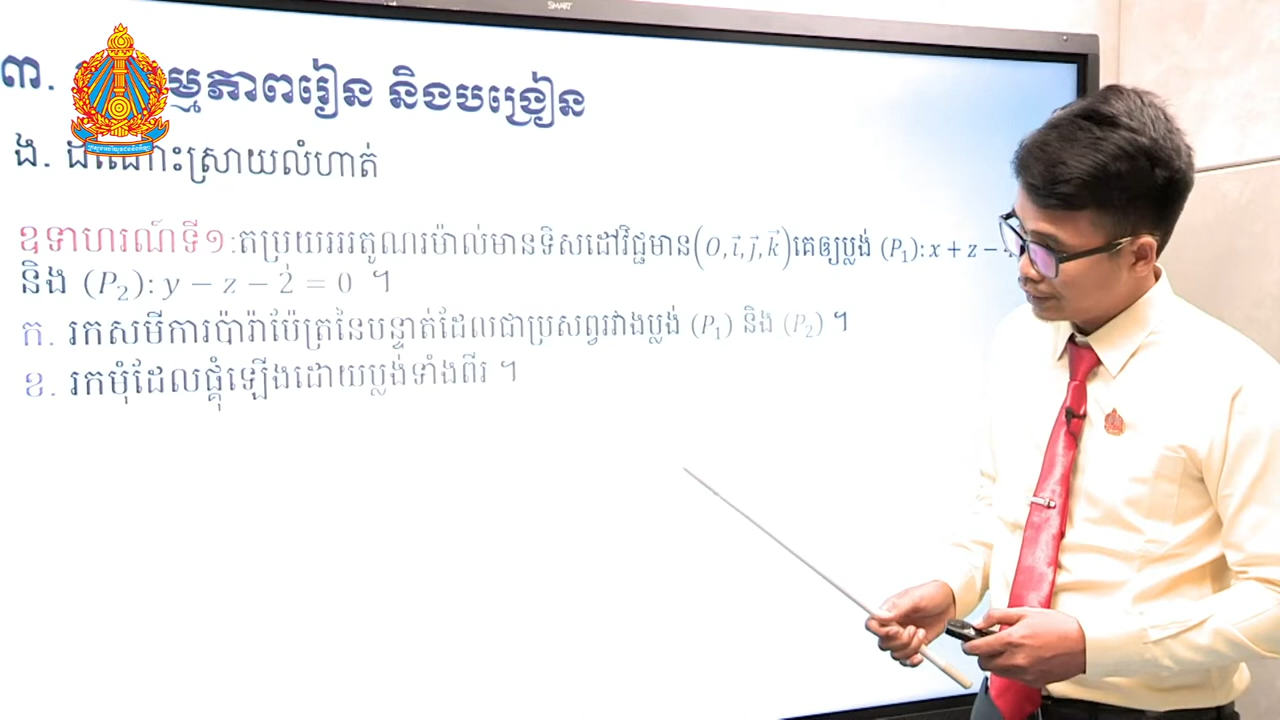 SMART
៣. ម្មភាពរៀន និងបង្រៀន
ង. ដំណោះស្រាយលំហាត់
ឧទាហរណ៍ទី១:តម្រុយអរតូណរម៉ាល់មានទិសដៅវិជ្ជមាន(O, i⃗, j⃗, k⃗)គេឲ្យប្លង់ (P₁): x + z −
និង (P₂): y − z − 2 = 0 ។
ក. រកសមីការប៉ារ៉ាម៉ែត្រនៃបន្ទាត់ដែលជាប្រសព្វរវាងប្លង់ (P₁) និង (P₂) ។
ខ. រកមុំដែលផ្គុំឡើងដោយប្លង់ទាំងពីរ ។